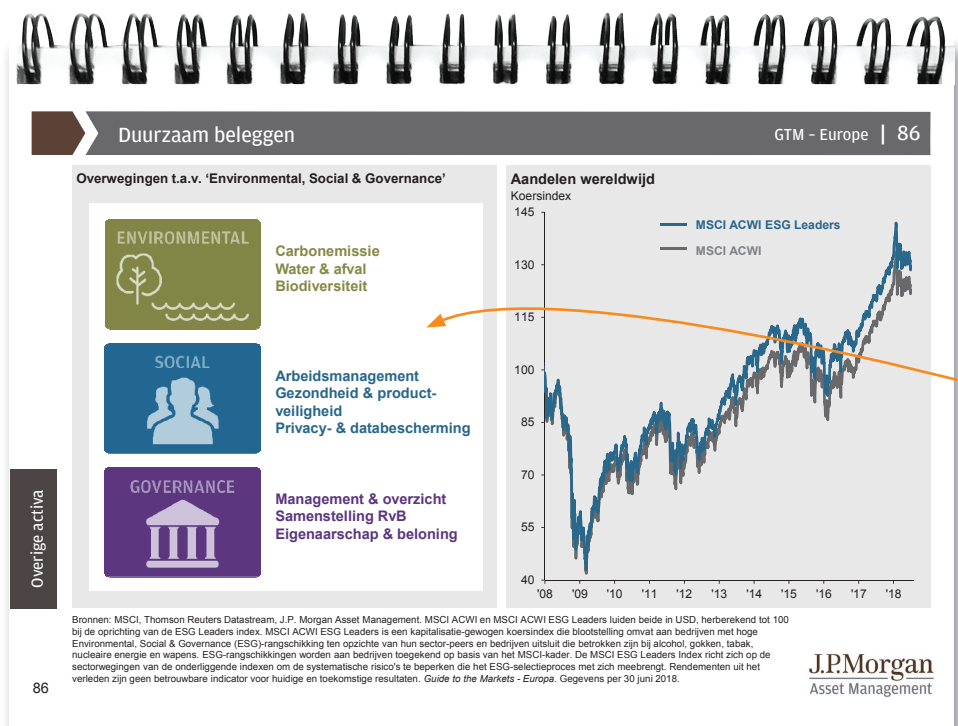 Duurzaam beleggen
GTM – Europe | 86
Overwegingen t.a.v. ‘Environmental, Social & Governance’
ENVIRONMENTAL
Carbonemissie
Water & afval
Biodiversiteit
SOCIAL
Arbeidsmanagement
Gezondheid & product-
veiligheid
Privacy- & databescherming
GOVERNANCE
Management & overzicht
Samenstelling RvB
Eigenaarschap & beloning
Aandelen wereldwijd
Koersindex
MSCI ACWI ESG Leaders
MSCI ACWI
145
130
115
100
85
70
55
40
'08 '09 '10 '11 '12 '13 '14 '15 '16 '17 '18
Overige activa
Bronnen: MSCI, Thomson Reuters Datastream, J.P. Morgan Asset Management. MSCI ACWI en MSCI ACWI ESG Leaders luiden beide in USD, herberekend tot 100
bij de oprichting van de ESG Leaders index. MSCI ACWI ESG Leaders is een kapitalisatie-gewogen koersindex die blootstelling omvat aan bedrijven met hoge
Environmental, Social & Governance (ESG)-rangschikking ten opzichte van hun sector-peers en bedrijven uitsluit die betrokken zijn bij alcohol, gokken, tabak,
nucleaire energie en wapens. ESG-rangschikkingen worden aan bedrijven toegekend op basis van het MSCI-kader. De MSCI ESG Leaders Index richt zich op de
sectorwegingen van de onderliggende indexen om de systematische risico's te beperken die het ESG-selectieproces met zich meebrengt. Rendementen uit het
verleden zijn geen betrouwbare indicator voor huidige en toekomstige resultaten. Guide to the Markets - Europa. Gegevens per 30 juni 2018.
86
J.P.Morgan
Asset Management